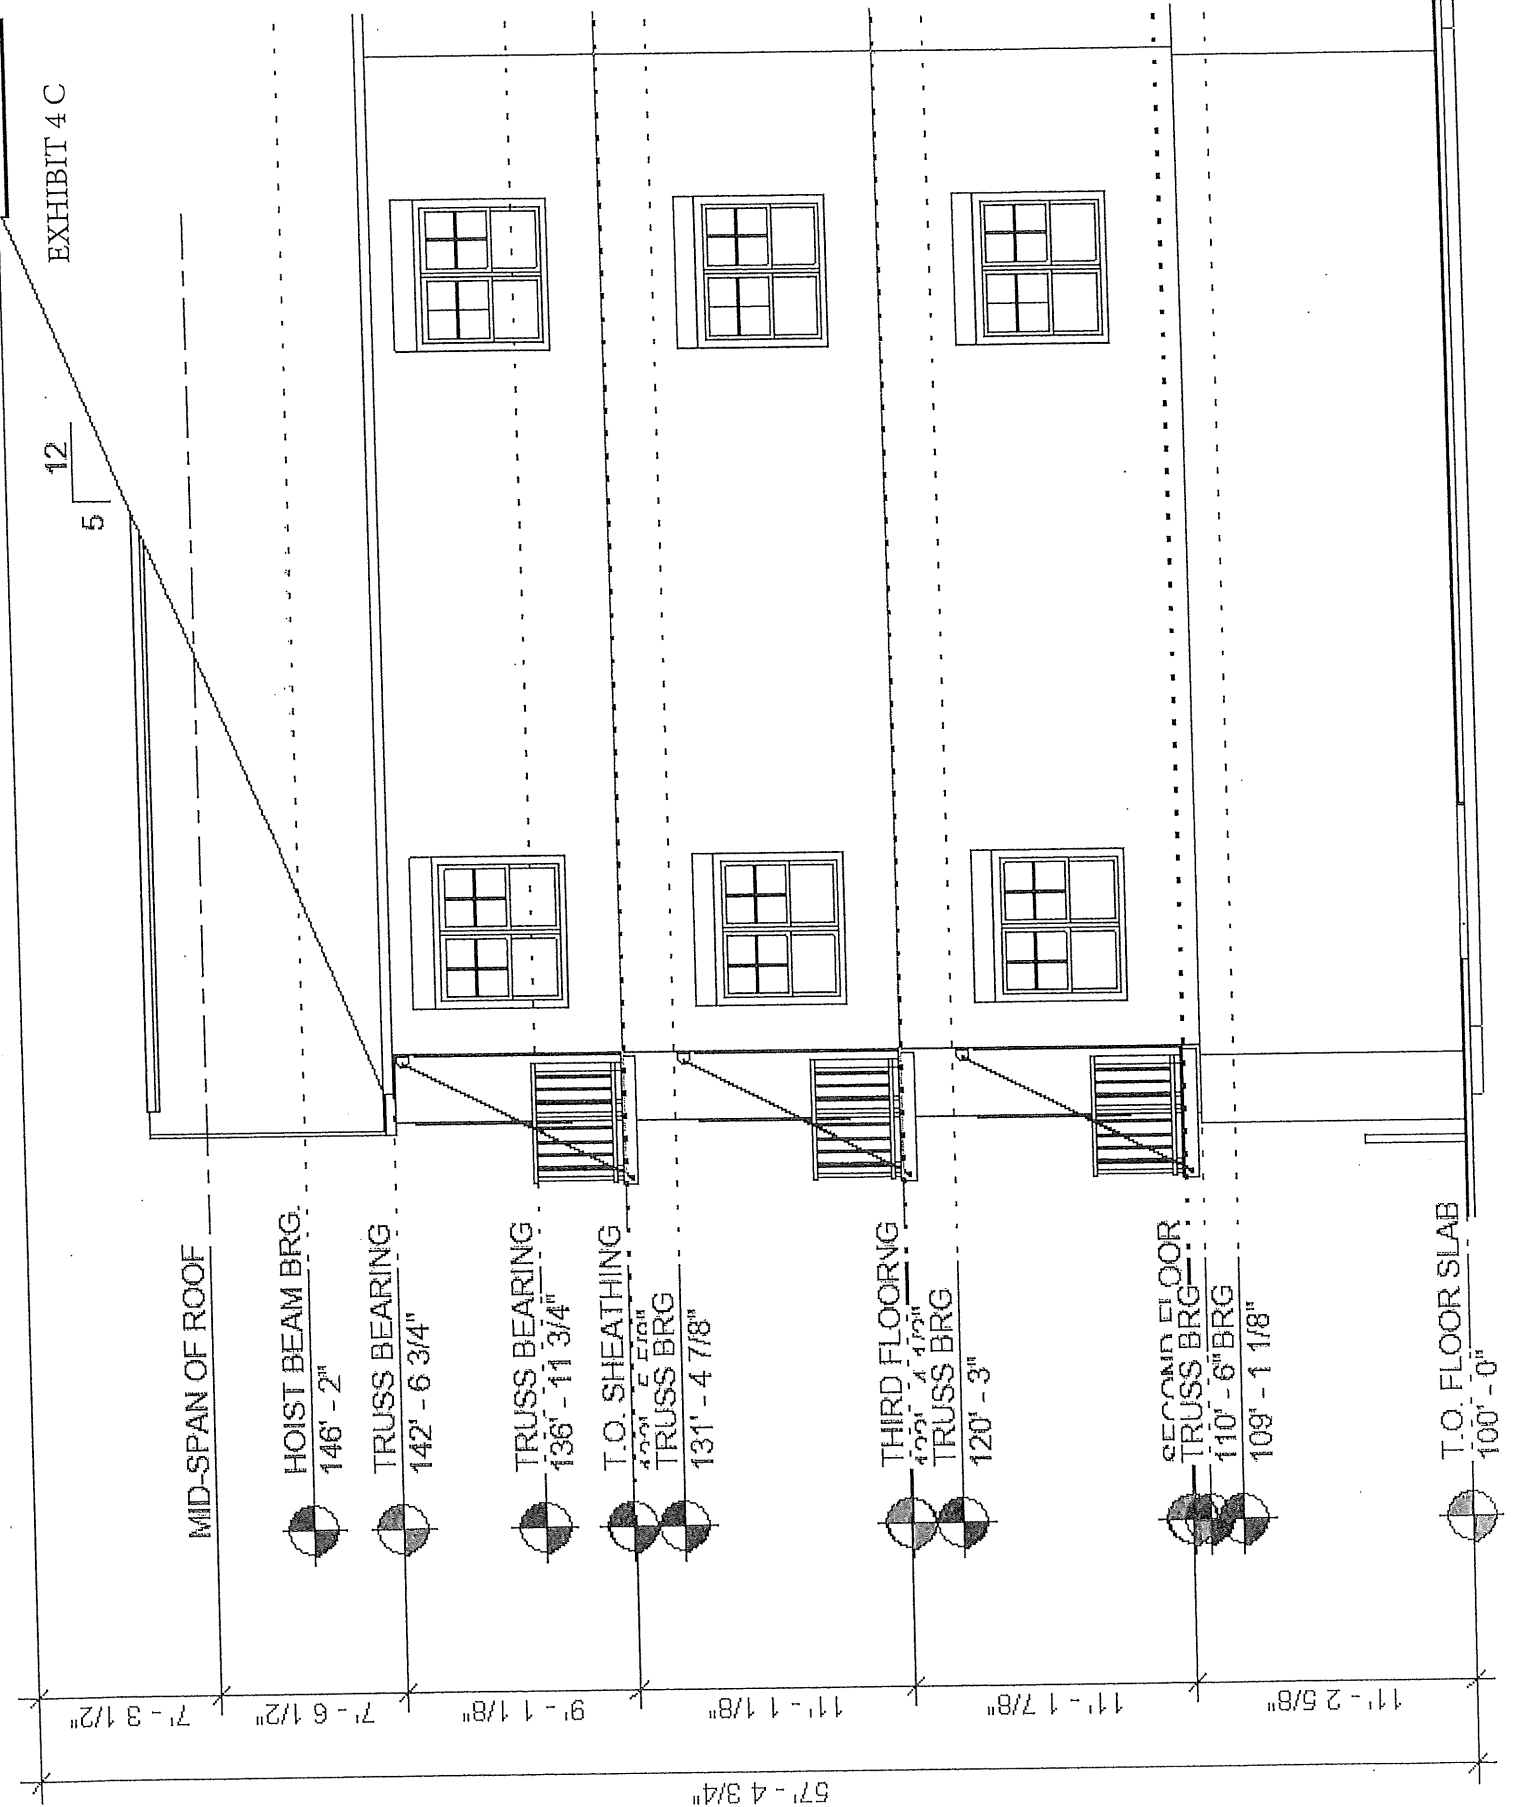 EXHIBIT 4 C
12
5
MID-SPAN OF ROOF
HOIST BEAM BRG.
146' - 2"
TRUSS BEARING
142' - 6 3/4"
TRUSS BEARING
136' - 11 3/4"
T.O. SHEATHING
TRUSS BRG
131' - 4 7/8"
THIRD FLOORNG
TRUSS BRG
120' - 3"
SECOND FLOOR
TRUSS BRG
110' - 6" BRG
109' - 1 1/8"
T.O. FLOOR SLAB
100' - 0"
7' - 3 1/2"
7' - 6 1/2"
9' - 1 1/8"
11' - 1 1/8"
11' - 1 7/8"
11' - 2 5/8"
57' - 4 3/4"